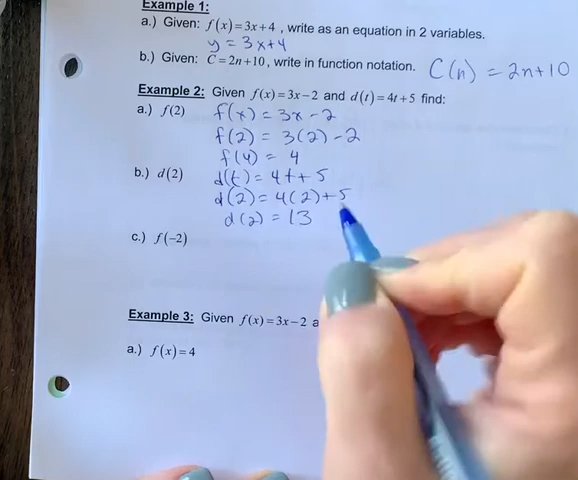 Example 1:
a.) Given: f(x)=3x+4, write as an equation in 2 variables.
y = 3x+4
b.) Given: C=2n+10, write in function notation. C(n) = 2n+10
Example 2: Given f(x)=3x−2 and d(t)=4t+5 find:
a.) f(2) f(x) = 3x − 2
f(2) = 3(2) − 2
f(4) = 4
b.) d(2) d(t) = 4t+5
d(2) = 4(2)+5
d(2) = 13
c.) f(−2)
Example 3: Given f(x)=3x−2 a
a.) f(x)=4